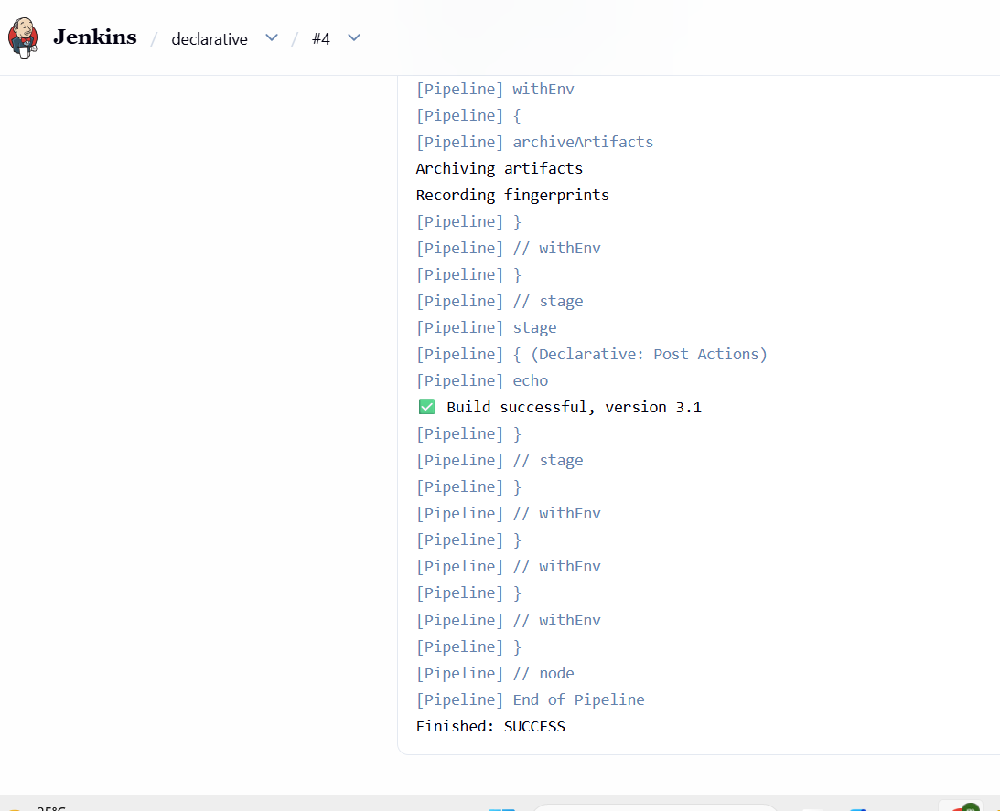 Jenkins / declarative / #4
[Pipeline] withEnv
[Pipeline] {
[Pipeline] archiveArtifacts
Archiving artifacts
Recording fingerprints
[Pipeline] }
[Pipeline] // withEnv
[Pipeline] }
[Pipeline] // stage
[Pipeline] stage
[Pipeline] { (Declarative: Post Actions)
[Pipeline] echo
✅ Build successful, version 3.1
[Pipeline] }
[Pipeline] // stage
[Pipeline] }
[Pipeline] // withEnv
[Pipeline] }
[Pipeline] // withEnv
[Pipeline] }
[Pipeline] // withEnv
[Pipeline] }
[Pipeline] // node
[Pipeline] End of Pipeline
Finished: SUCCESS